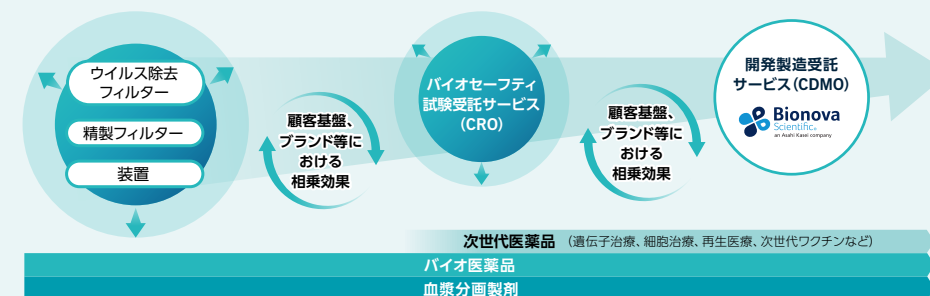 ウイルス除去
フィルター
精製フィルター
装置
顧客基盤、
ブランド等に
おける
相乗効果
バイオセーフティ
試験受託サービス
(CRO)
顧客基盤、
ブランド等に
おける
相乗効果
開発製造受託
サービス(CDMO)
Bionova
Scientific®
an Asahi Kasei company
次世代医薬品 (遺伝子治療、細胞治療、再生医療、次世代ワクチンなど)
バイオ医薬品
血漿分画製剤